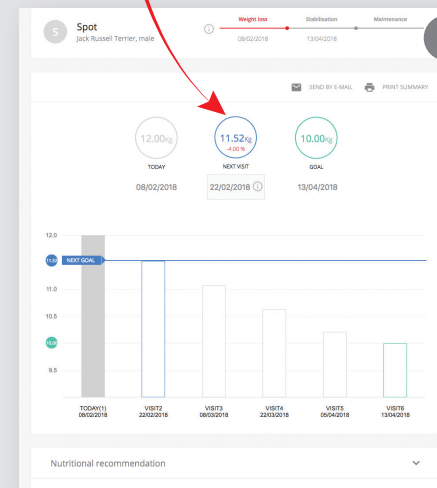 S
Spot
Jack Russell Terrier, male
Weight loss
Stabilisation
Maintenance
08/02/2018
13/04/2018
SEND BY E-MAIL
PRINT SUMMARY
12.00Kg
11.52Kg
-4.00 %
10.00Kg
TODAY
NEXT VISIT
GOAL
08/02/2018
22/02/2018
13/04/2018
12.0
11.52
NEXT GOAL
11.0
10.5
10.00
9.5
TODAY(1)
VISIT2
VISIT3
VISIT4
VISIT5
VISIT6
08/02/2018
22/02/2018
08/03/2018
22/03/2018
05/04/2018
13/04/2018
Nutritional recommendation